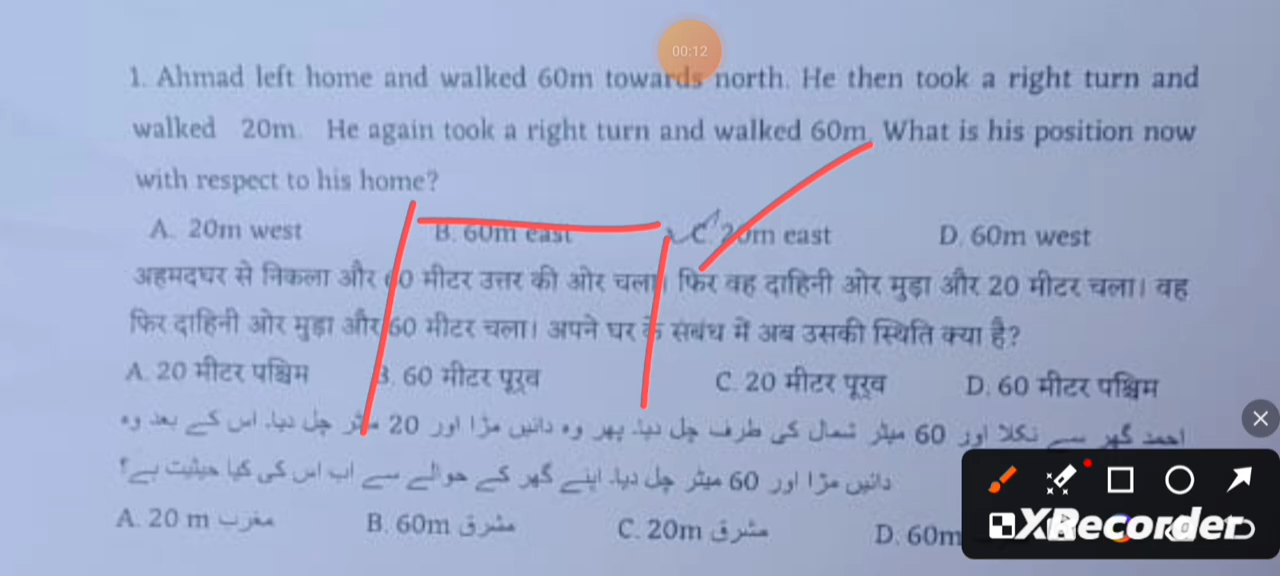 00:12
1. Ahmad left home and walked 60m towards north. He then took a right turn and
walked 20m. He again took a right turn and walked 60m. What is his position now
with respect to his home?
A. 20m west B. 60m east C. 20m east D. 60m west
अहमदघर से निकला और 60 मीटर उत्तर की ओर चला। फिर वह दाहिनी ओर मुड़ा और 20 मीटर चला। वह
फिर दाहिनी ओर मुड़ा और 60 मीटर चला। अपने घर के संबंध में अब उसकी स्थिति क्या है?
A. 20 मीटर पश्चिम B. 60 मीटर पूर्व C. 20 मीटर पूर्व D. 60 मीटर पश्चिम
احمد گھر سے نکلا اور 60 میٹر شمال کی طرف چل دیا۔ پھر وہ دائیں مڑا اور 20 میٹر چل دیا۔ اس کے بعد وہ
دائیں مڑا اور 60 میٹر چل دیا۔ اپنے گھر کے حوالے سے اب اس کی کیا حیثیت ہے؟
A. 20 m مغرب B. 60m مشرق C. 20m مشرق D. 60m
XRecorder